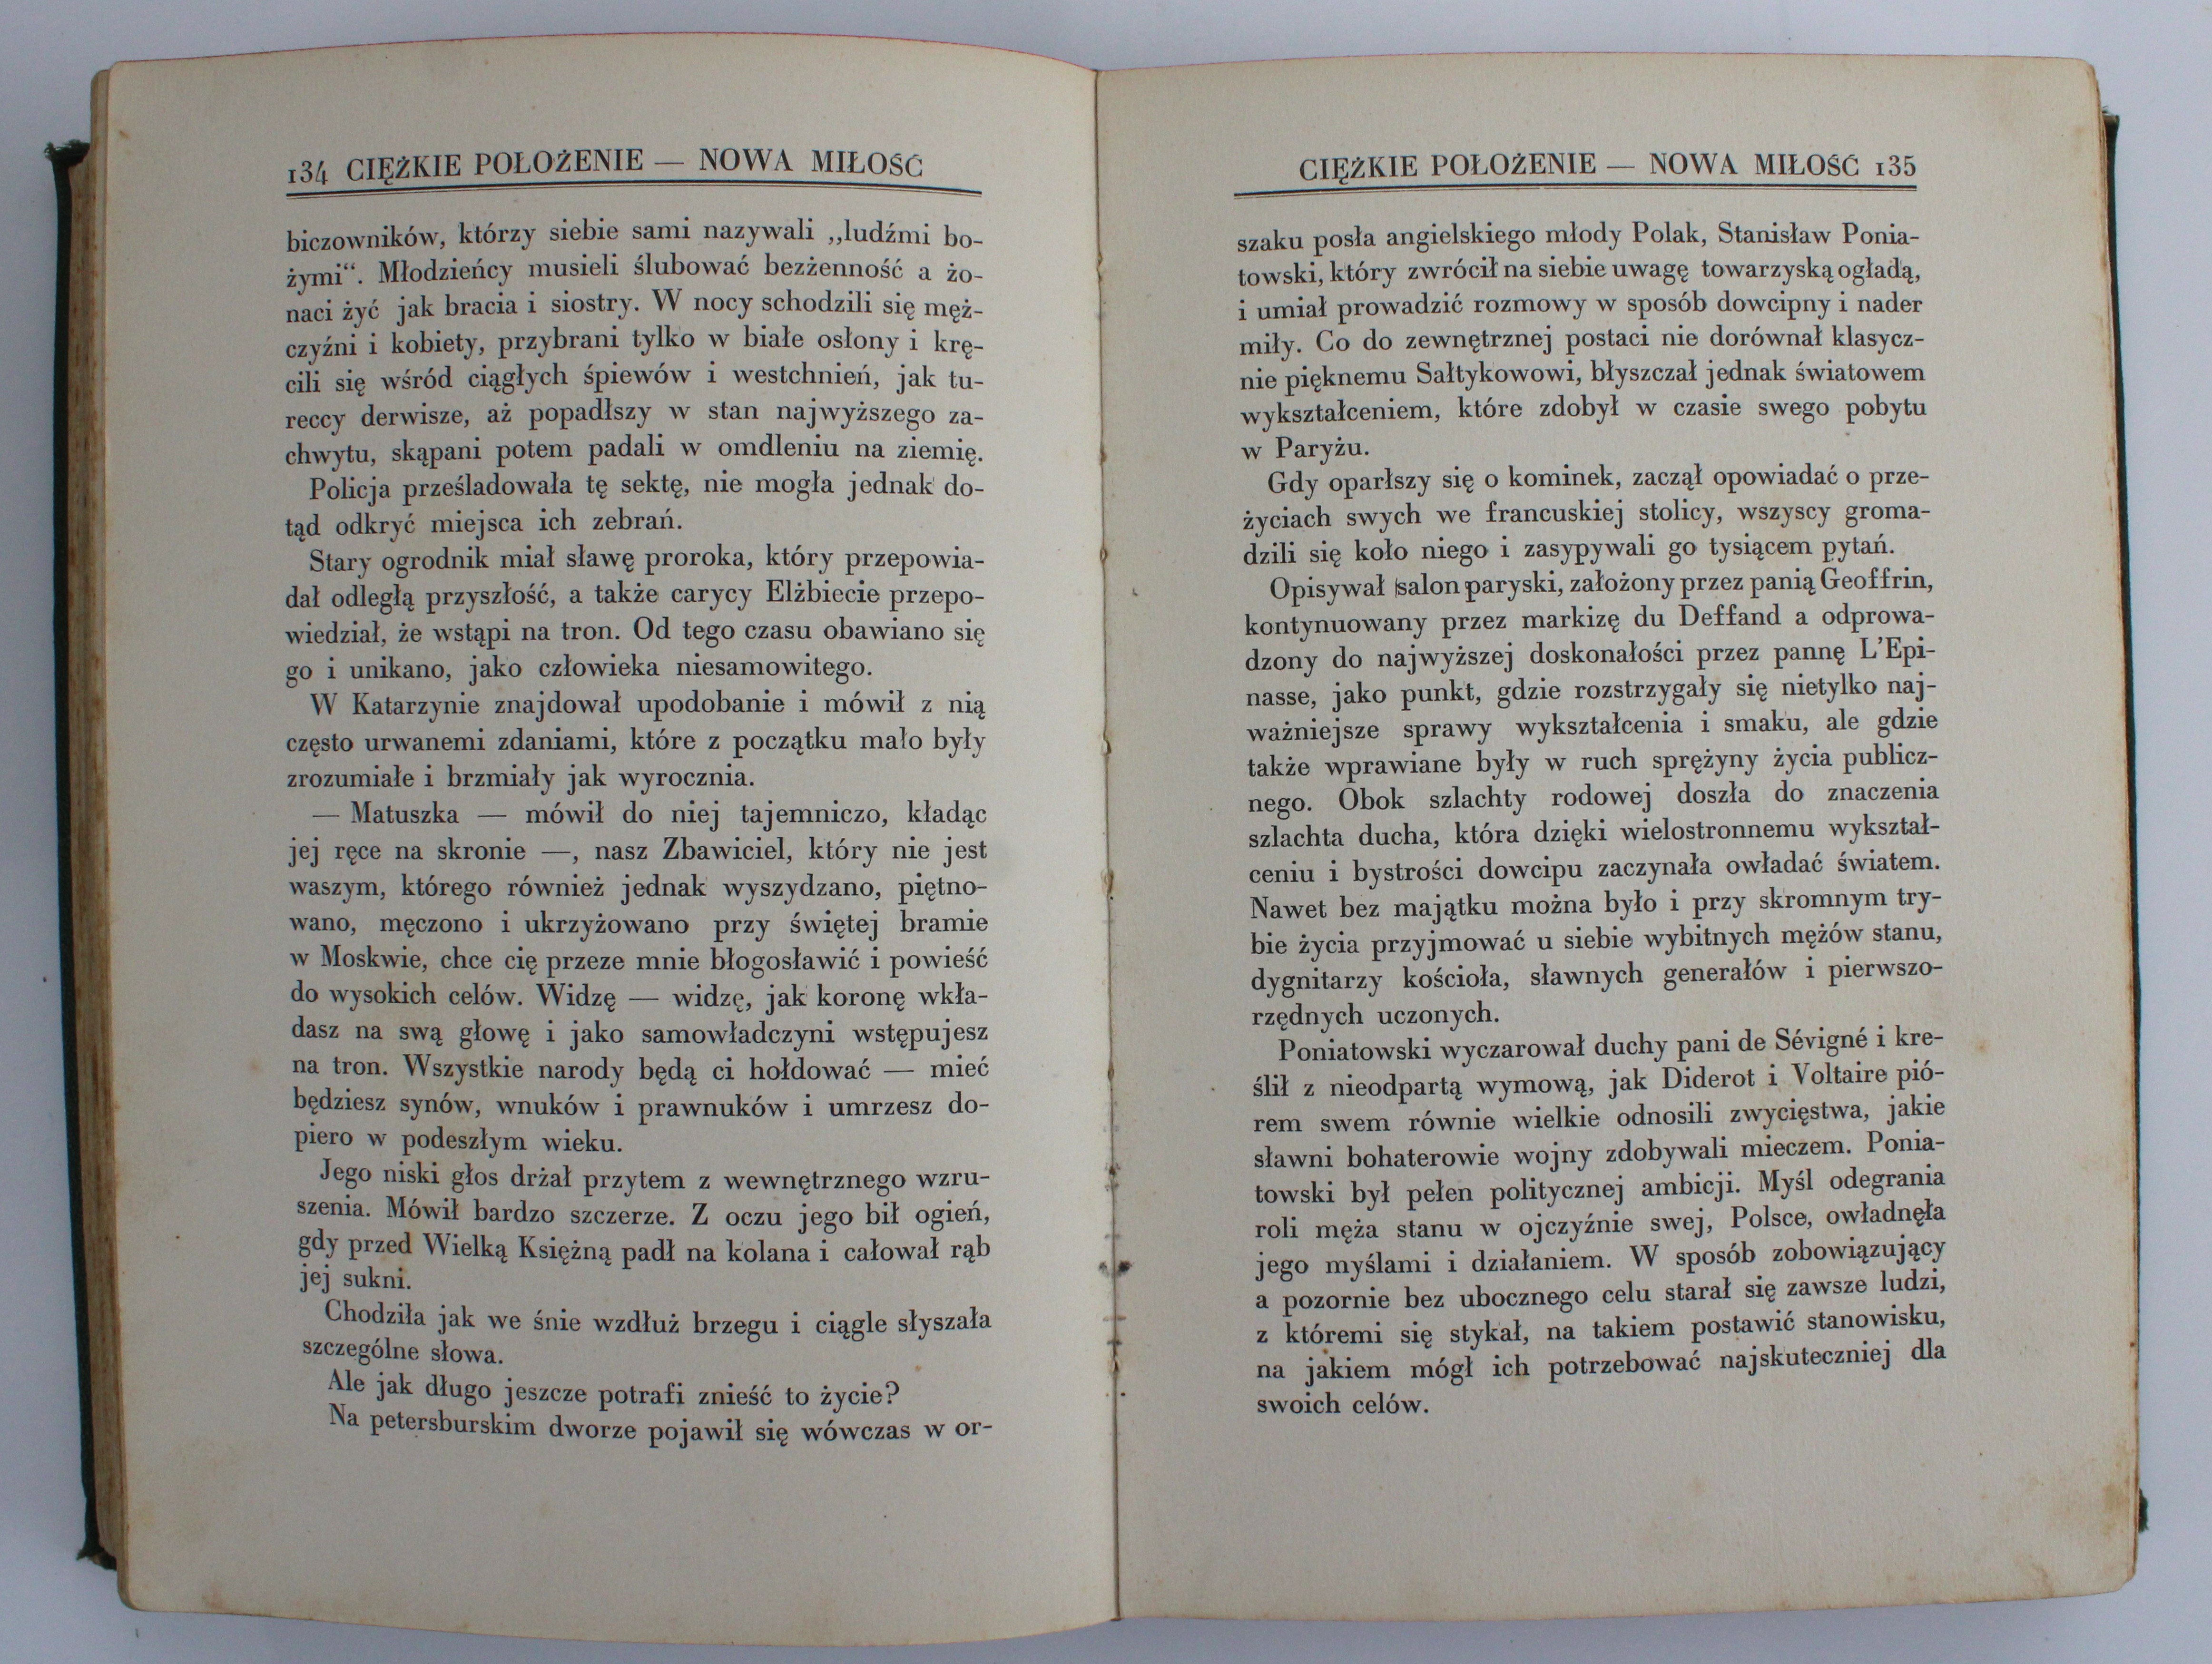 134 CIĘŻKIE POŁOŻENIE — NOWA MIŁOŚĆ
biczowników, którzy siebie sami nazywali „ludźmi bo-
żymi“. Młodzieńcy musieli ślubować bezżenność a żo-
naci żyć jak bracia i siostry. W nocy schodzili się męż-
czyźni i kobiety, przybrani tylko w białe osłony i krę-
cili się wśród ciągłych śpiewów i westchnień, jak tu-
reccy derwisze, aż popadłszy w stan najwyższego za-
chwytu, skąpani potem padali w omdleniu na ziemię.
Policja prześladowała tę sektę, nie mogła jednak do-
tąd odkryć miejsca ich zebrań.
Stary ogrodnik miał sławę proroka, który przepowia-
dał odległą przyszłość, a także carycy Elżbiecie przepo-
wiedział, że wstąpi na tron. Od tego czasu obawiano się
go i unikano, jako człowieka niesamowitego.
W Katarzynie znajdował upodobanie i mówił z nią
często urwanemi zdaniami, które z początku mało były
zrozumiałe i brzmiały jak wyrocznia.
— Matuszka — mówił do niej tajemniczo, kładąc
jej ręce na skronie —, nasz Zbawiciel, który nie jest
waszym, którego również jednak wyszydzano, piętno-
wano, męczono i ukrzyżowano przy świętej bramie
w Moskwie, chce cię przeze mnie błogosławić i powieść
do wysokich celów. Widzę — widzę, jak koronę wkła-
dasz na swą głowę i jako samowładczyni wstępujesz
na tron. Wszystkie narody będą ci hołdować — mieć
będziesz synów, wnuków i prawnuków i umrzesz do-
piero w podeszłym wieku.
Jego niski głos drżał przytem z wewnętrznego wzru-
szenia. Mówił bardzo szczerze. Z oczu jego bił ogień,
gdy przed Wielką Księżną padł na kolana i całował rąb
jej sukni.
Chodziła jak we śnie wzdłuż brzegu i ciągle słyszała
szczególne słowa.
Ale jak długo jeszcze potrafi znieść to życie?
Na petersburskim dworze pojawił się wówczas w or-
CIĘŻKIE POŁOŻENIE — NOWA MIŁOŚĆ 135
szaku posła angielskiego młody Polak, Stanisław Ponia-
towski, który zwrócił na siebie uwagę towarzyską ogładą,
i umiał prowadzić rozmowy w sposób dowcipny i nader
miły. Co do zewnętrznej postaci nie dorównał klasycz-
nie pięknemu Sałtykowowi, błyszczał jednak światowem
wykształceniem, które zdobył w czasie swego pobytu
w Paryżu.
Gdy oparłszy się o kominek, zaczął opowiadać o prze-
życiach swych we francuskiej stolicy, wszyscy groma-
dzili się koło niego i zasypywali go tysiącem pytań.
Opisywał salon paryski, założony przez panią Geoffrin,
kontynuowany przez markizę du Deffand a odprowa-
dzony do najwyższej doskonałości przez pannę L'Epi-
nasse, jako punkt, gdzie rozstrzygały się nietylko naj-
ważniejsze sprawy wykształcenia i smaku, ale gdzie
także wprawiane były w ruch sprężyny życia publicz-
nego. Obok szlachty rodowej doszła do znaczenia
szlachta ducha, która dzięki wielostronnemu wykształ-
ceniu i bystrości dowcipu zaczynała owładać światem.
Nawet bez majątku można było i przy skromnym try-
bie życia przyjmować u siebie wybitnych mężów stanu,
dygnitarzy kościoła, sławnych generałów i pierwszo-
rzędnych uczonych.
Poniatowski wyczarował duchy pani de Sévigné i kre-
ślił z nieodpartą wymową, jak Diderot i Voltaire pió-
rem swem równie wielkie odnosili zwycięstwa, jakie
sławni bohaterowie wojny zdobywali mieczem. Ponia-
towski był pełen politycznej ambicji. Myśl odegrania
roli męża stanu w ojczyźnie swej, Polsce, owładnęła
jego myślami i działaniem. W sposób zobowiązujący
a pozornie bez ubocznego celu starał się zawsze ludzi,
z któremi się stykał, na takiem postawić stanowisku,
na jakiem mógł ich potrzebować najskuteczniej dla
swoich celów.